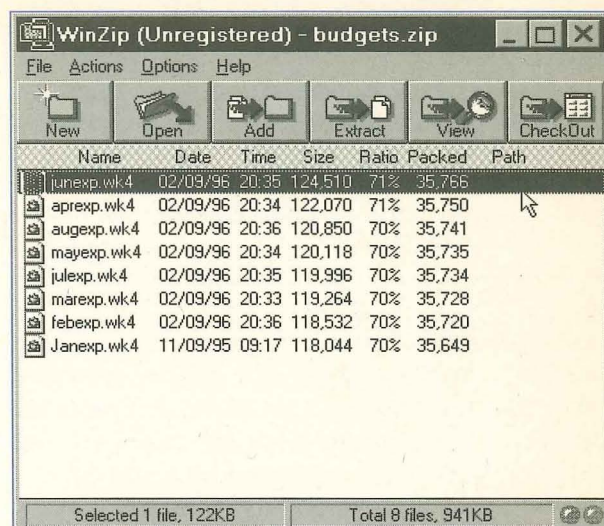 WinZip (Unregistered) - budgets.zip
File Actions Options Help
New Open Add Extract View CheckOut
Name Date Time Size Ratio Packed Path
junexp.wk4 02/09/96 20:35 124,510 71% 35,766
aprexp.wk4 02/09/96 20:34 122,070 71% 35,750
augexp.wk4 02/09/96 20:36 120,850 70% 35,741
mayexp.wk4 02/09/96 20:34 120,118 70% 35,735
julexp.wk4 02/09/96 20:35 119,996 70% 35,734
marexp.wk4 02/09/96 20:33 119,264 70% 35,728
febexp.wk4 02/09/96 20:36 118,532 70% 35,720
Janexp.wk4 11/09/95 09:17 118,044 70% 35,649
Selected 1 file, 122KB Total 8 files, 941KB